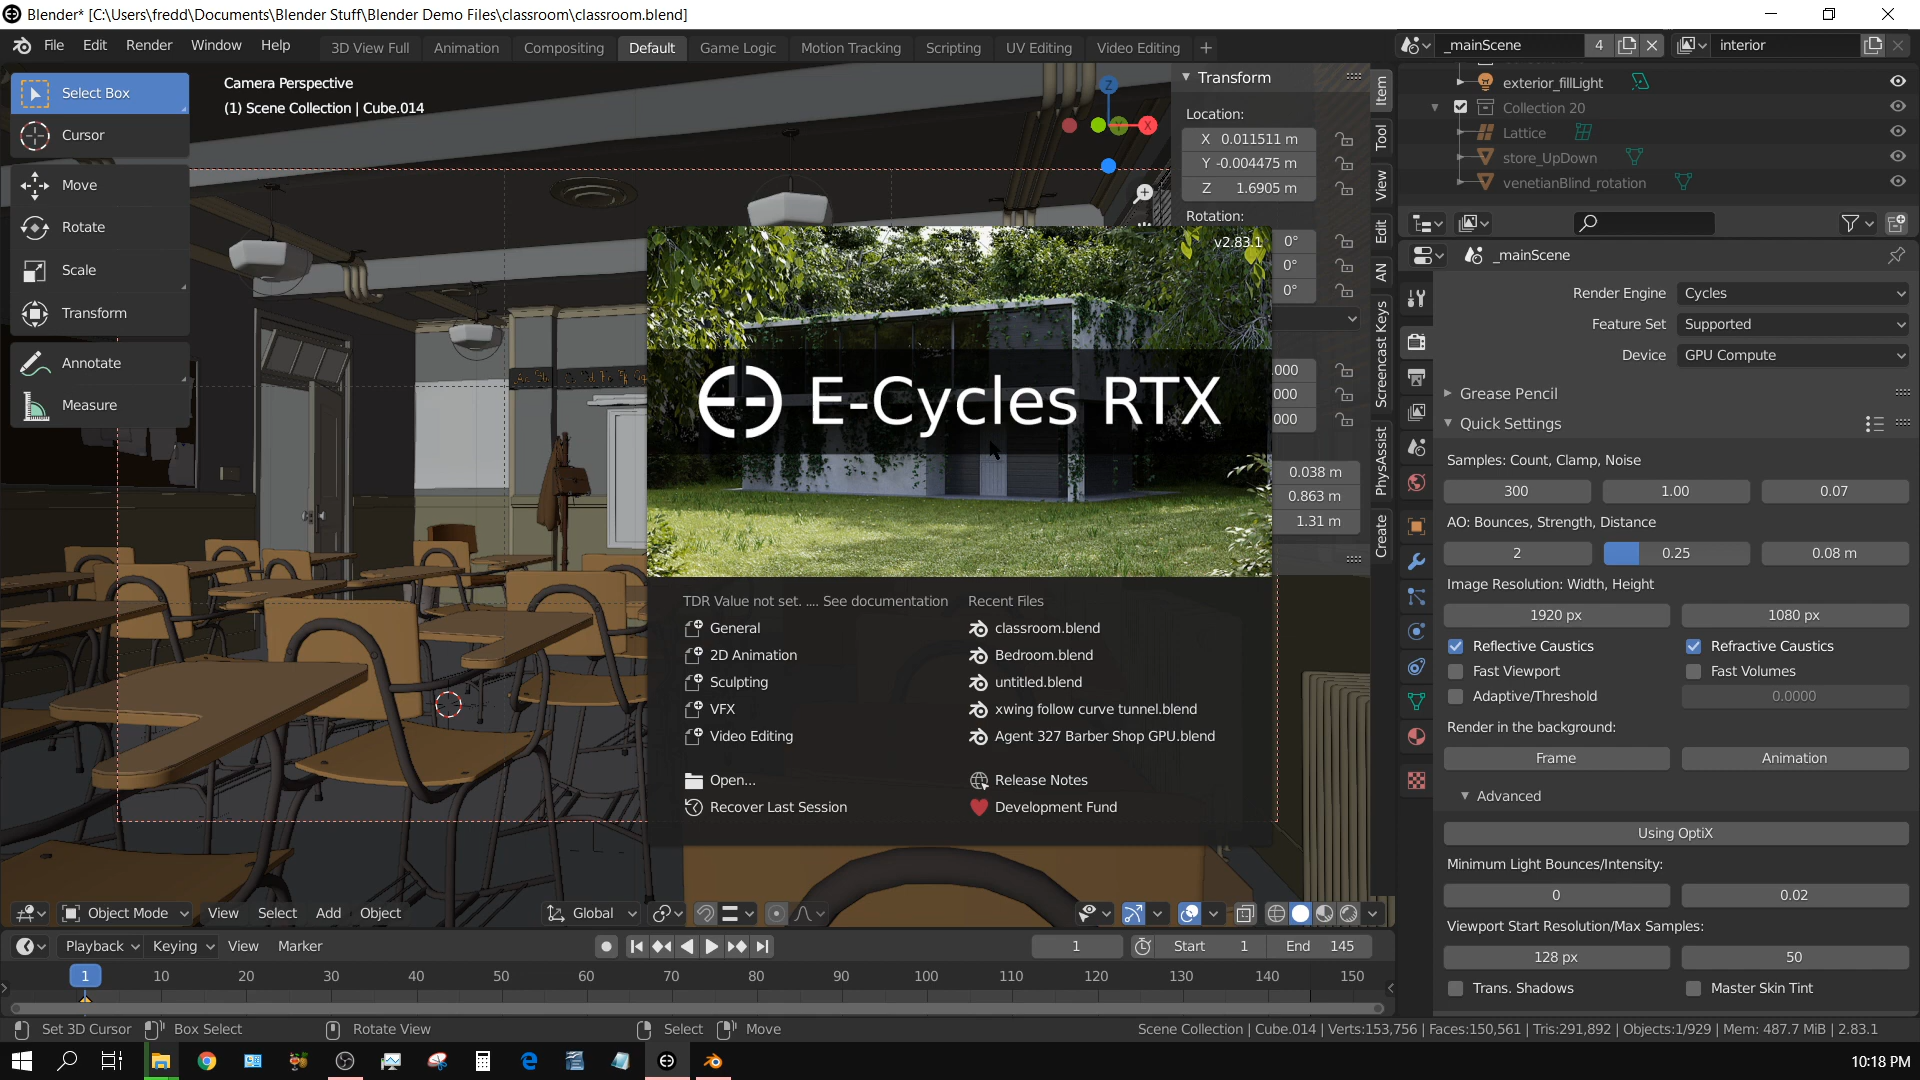 Blender* [C:\Users\fredd\Documents\Blender Stuff\Blender Demo Files\classroom\classroom.blend]
File Edit Render Window Help 3D View Full Animation Compositing Default Game Logic Motion Tracking Scripting UV Editing Video Editing +
_mainScene 4 interior
Select Box
Cursor
Move
Rotate
Scale
Transform
Annotate
Measure
Camera Perspective
(1) Scene Collection | Cube.014
Z
X
Transform
Location:
X 0.011511 m
Y -0.004475 m
Z 1.6905 m
Rotation:
0°
0°
0°
.000
000
000
0.038 m
0.863 m
1.31 m
Item
Tool
View
Edit
AN
Screencast Keys
PhysAssist
Create
v2.83.1
E-Cycles RTX
TDR Value not set. .... See documentation
General
2D Animation
Sculpting
VFX
Video Editing
Open...
Recover Last Session
Recent Files
classroom.blend
Bedroom.blend
untitled.blend
xwing follow curve tunnel.blend
Agent 327 Barber Shop GPU.blend
Release Notes
Development Fund
exterior_fillLight
Collection 20
Lattice
store_UpDown
venetianBlind_rotation
_mainScene
Render Engine Cycles
Feature Set Supported
Device GPU Compute
Grease Pencil
Quick Settings
Samples: Count, Clamp, Noise
300 1.00 0.07
AO: Bounces, Strength, Distance
2 0.25 0.08 m
Image Resolution: Width, Height
1920 px 1080 px
Reflective Caustics Refractive Caustics
Fast Viewport Fast Volumes
Adaptive/Threshold 0.0000
Render in the background:
Frame Animation
Advanced
Using OptiX
Minimum Light Bounces/Intensity:
0 0.02
Viewport Start Resolution/Max Samples:
128 px 50
Trans. Shadows Master Skin Tint
Object Mode View Select Add Object Global
Playback Keying View Marker 1 Start 1 End 145
1 10 20 30 40 50 60 70 80 90 100 110 120 130 140 150
Set 3D Cursor Box Select Rotate View Select Move
Scene Collection | Cube.014 | Verts:153,756 | Faces:150,561 | Tris:291,892 | Objects:1/929 | Mem: 487.7 MiB | 2.83.1
10:18 PM